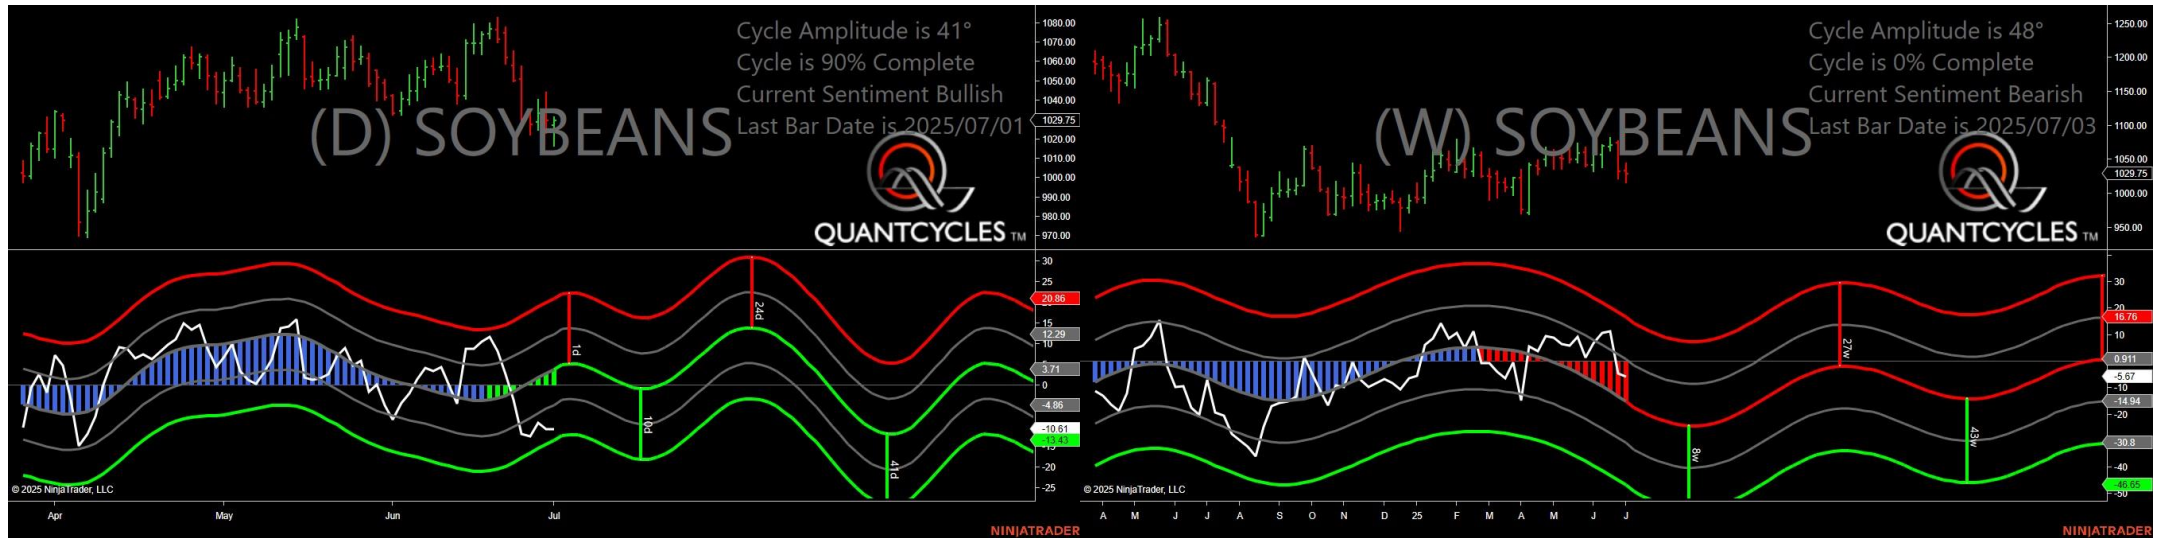 Cycle Amplitude is 41°
Cycle is 90% Complete
Current Sentiment Bullish
Last Bar Date is 2025/07/01
(D) SOYBEANS
QUANTCYCLES TM
1080.00
1070.00
1060.00
1050.00
1040.00
1029.75
1020.00
1010.00
1000.00
990.00
980.00
970.00
30
25
20.86
15
12.29
10
5
3.71
0
-4.86
-10.61
-13.43
-20
-25
1d
10d
24d
41d
© 2025 NinjaTrader, LLC
Apr May Jun Jul
NINJATRADER
Cycle Amplitude is 48°
Cycle is 0% Complete
Current Sentiment Bearish
Last Bar Date is 2025/07/03
(W) SOYBEANS
QUANTCYCLES TM
1250.00
1200.00
1150.00
1100.00
1050.00
1029.75
1000.00
950.00
30
20
16.76
10
0.911
-5.67
-10
-14.94
-20
-30.8
-40
-46.65
-50
8w
27w
43w
© 2025 NinjaTrader, LLC
A M J J A S O N D 25 F M A M J J
NINJATRADER